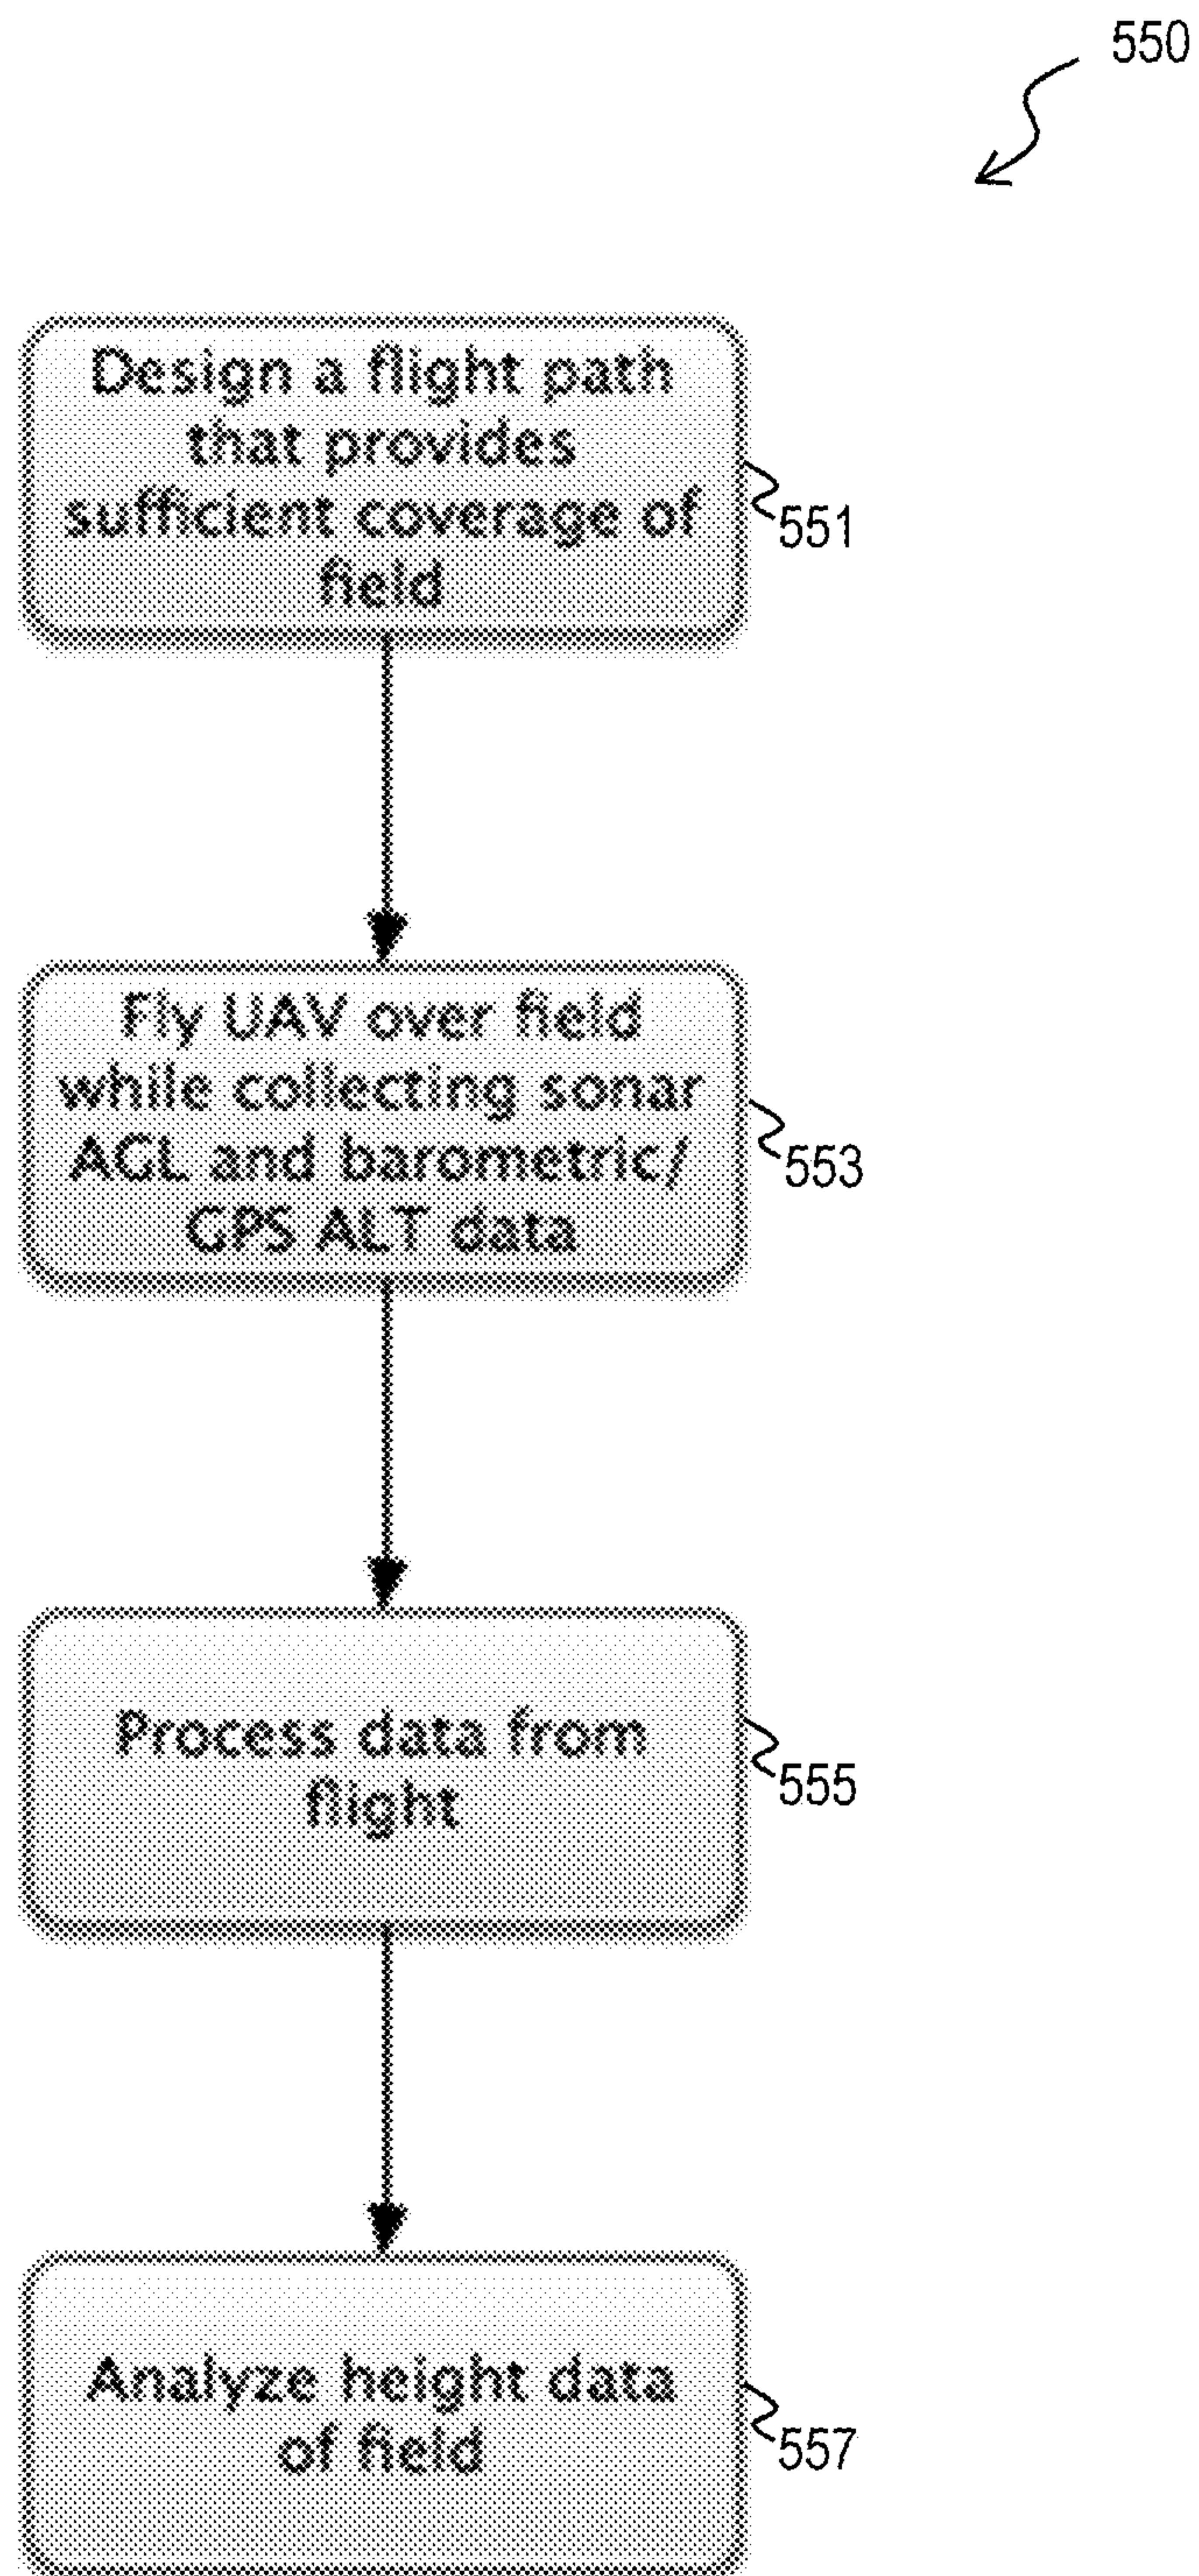 550
Design a flight path
that provides
sufficient coverage of
field
551
Fly UAV over field
while collecting sonar
AGL and barometric/
GPS ALT data
553
Process data from
flight
555
Analyze height data
of field
557